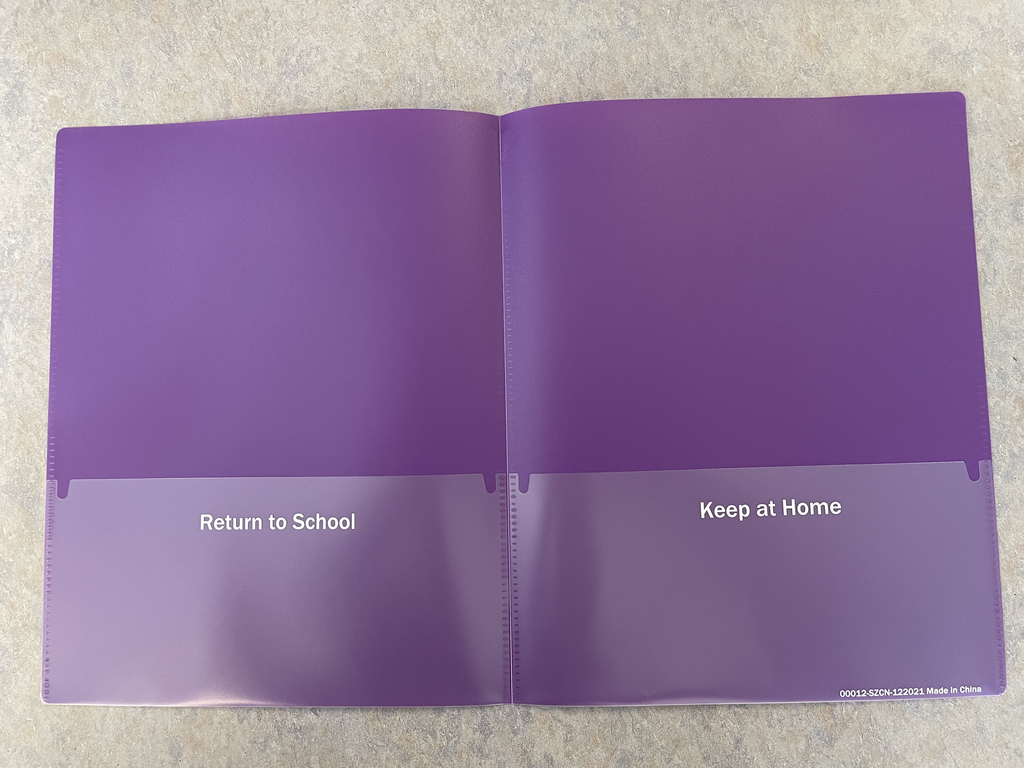 Return to School
Keep at Home
00012-SZCN-122021 Made in China